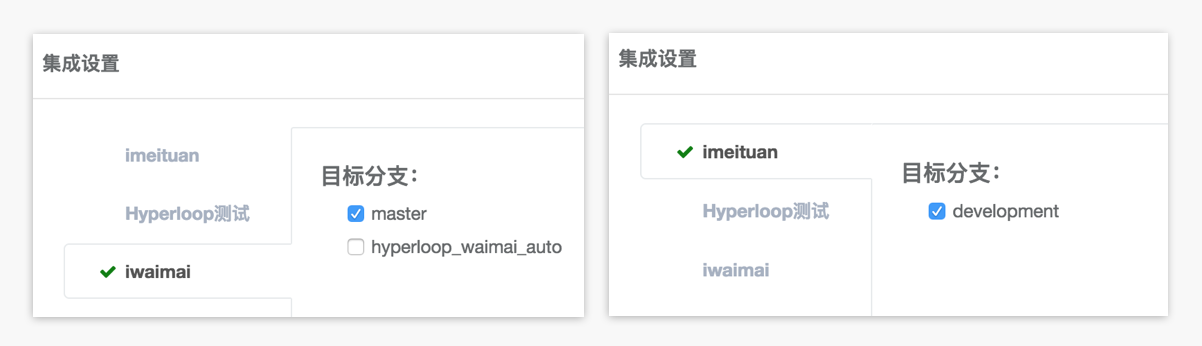 集成设置
imeituan
Hyperloop测试
iwaimai
目标分支：
master
hyperloop_waimai_auto
集成设置
imeituan
Hyperloop测试
iwaimai
目标分支：
development